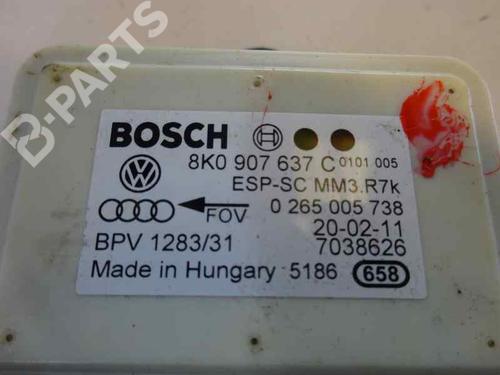 B-PARTS
BOSCH
8K0 907 637 C 0101 005
ESP-SC MM3.R7k
FOV 0 265 005 738
20-02-11
BPV 1283/31 7038626
Made in Hungary 5186 658